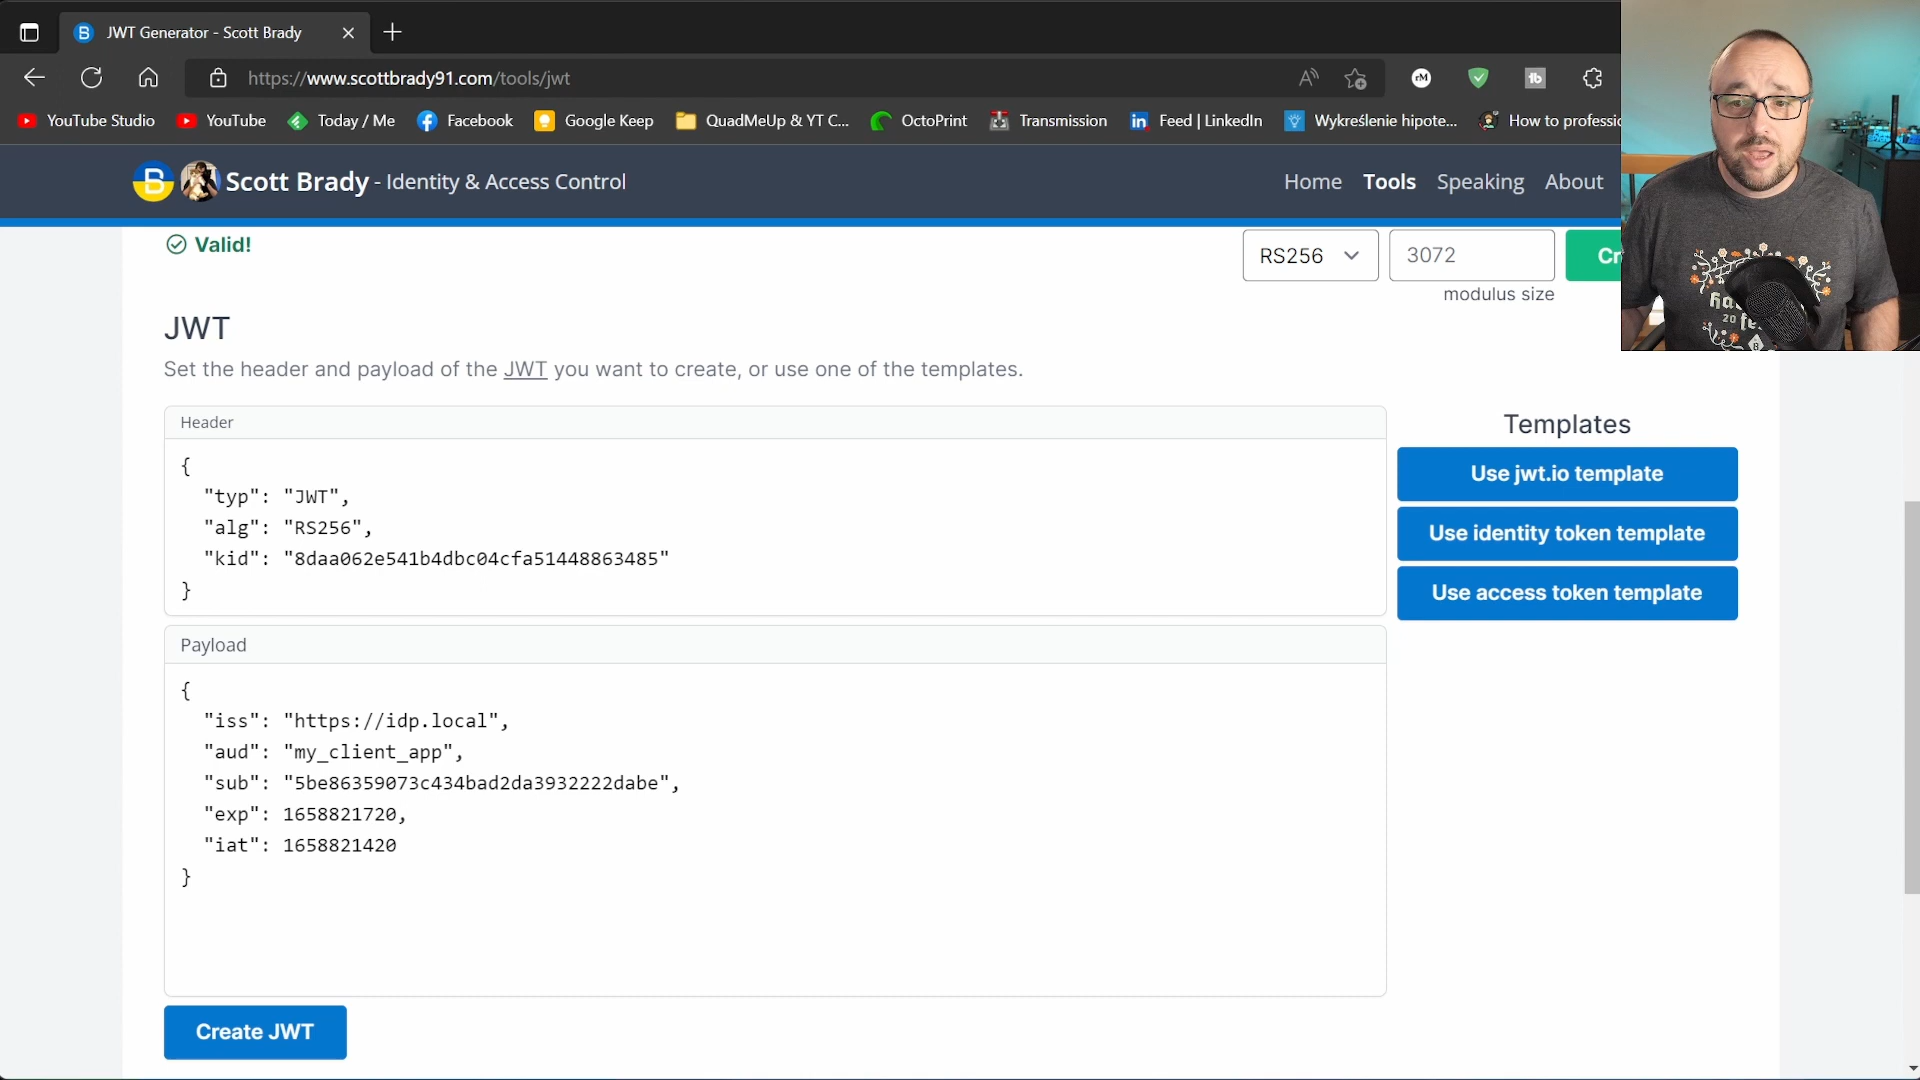 JWT Generator - Scott Brady
https://www.scottbrady91.com/tools/jwt
YouTube Studio YouTube Today / Me Facebook Google Keep QuadMeUp & YT C... OctoPrint Transmission Feed | LinkedIn Wykreślenie hipote... How to professio
Scott Brady - Identity & Access Control Home Tools Speaking About
Valid! RS256 3072
modulus size
JWT
Set the header and payload of the JWT you want to create, or use one of the templates.
Header
{
"typ": "JWT",
"alg": "RS256",
"kid": "8daa062e541b4dbc04cfa51448863485"
}
Templates
Use jwt.io template
Use identity token template
Use access token template
Payload
{
"iss": "https://idp.local",
"aud": "my_client_app",
"sub": "5be86359073c434bad2da3932222dabe",
"exp": 1658821720,
"iat": 1658821420
}
Create JWT